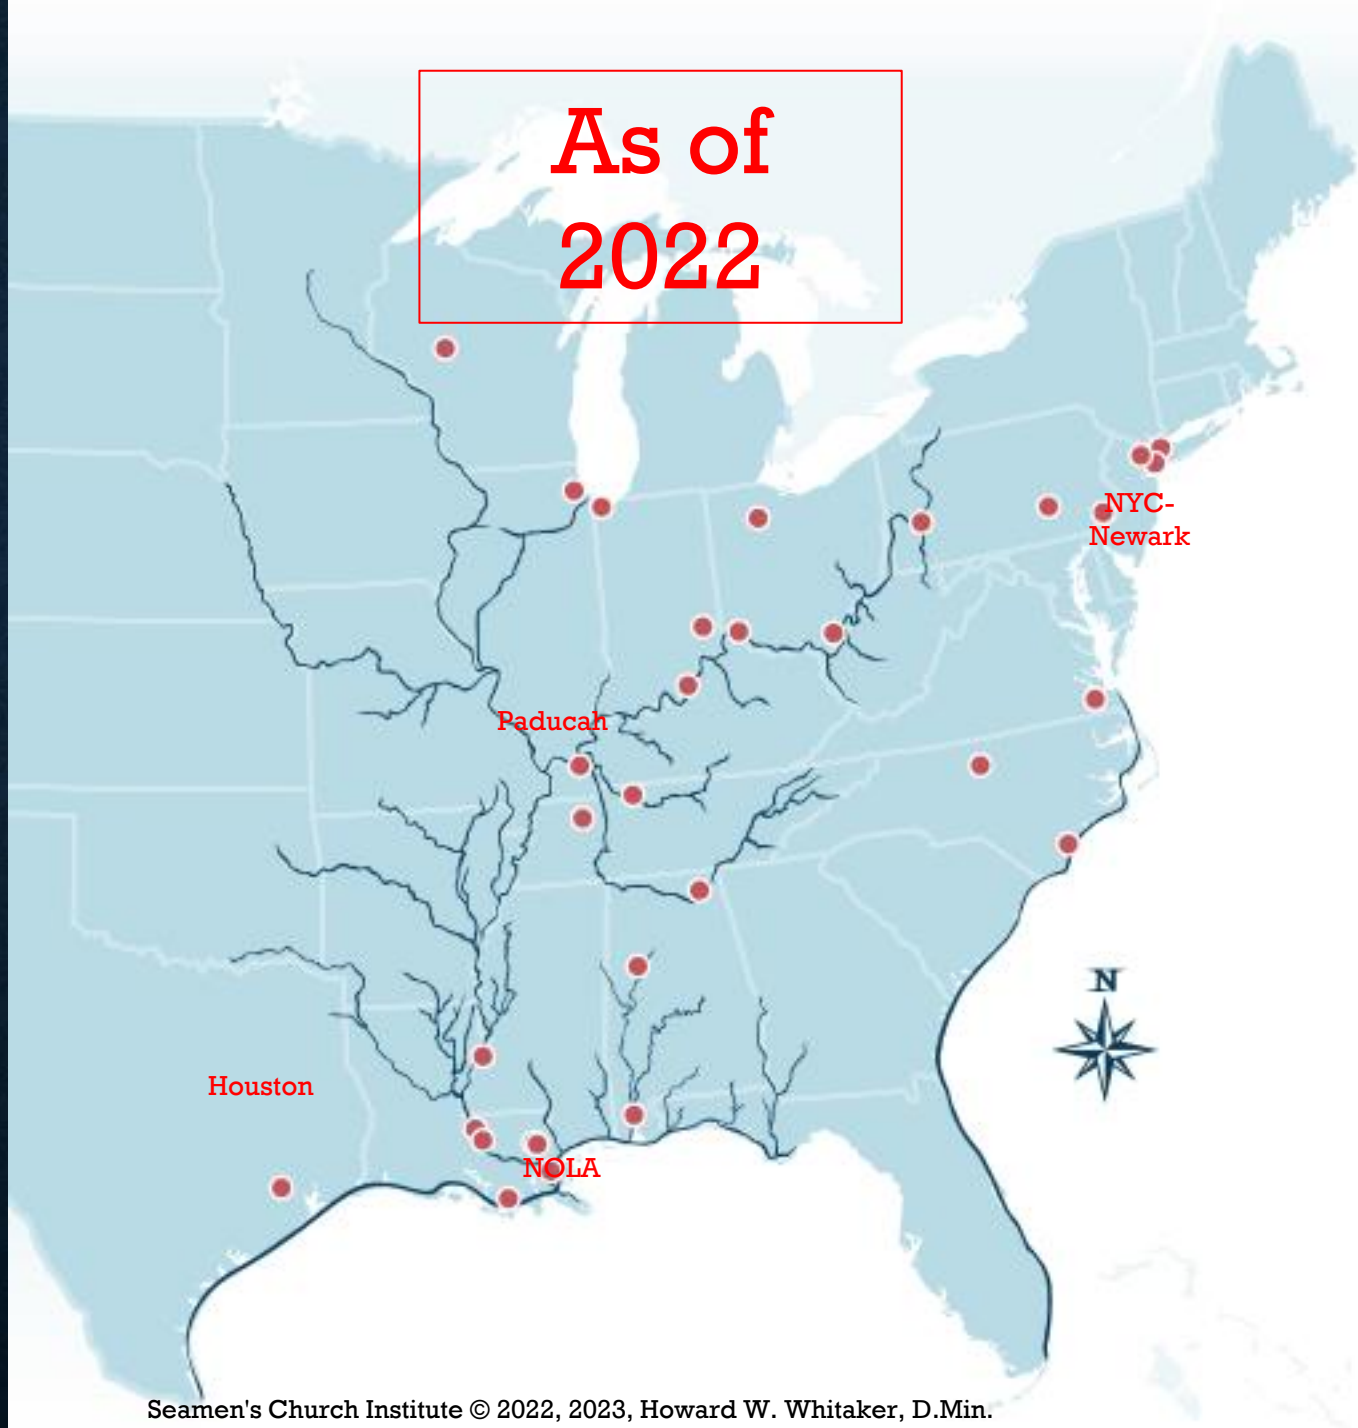 As of
2022
NYC-
Newark
Paducah
N
Houston
NOLA
Seamen's Church Institute © 2022, 2023, Howard W. Whitaker, D.Min.